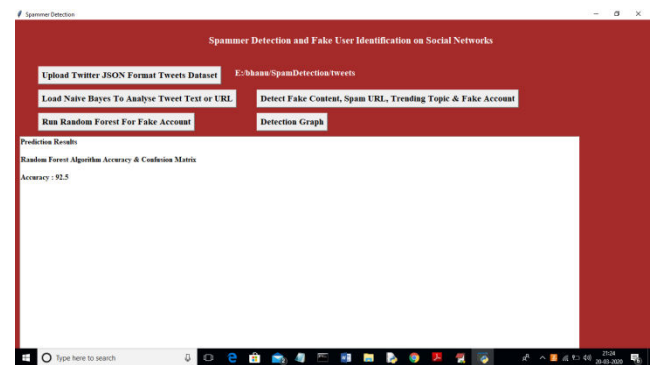 Spammer Detection
Spammer Detection and Fake User Identification on Social Networks
Upload Twitter JSON Format Tweets Dataset
E:/bhanu/SpamDetection/tweets
Load Naive Bayes To Analyse Tweet Text or URL
Detect Fake Content, Spam URL, Trending Topic & Fake Account
Run Random Forest For Fake Account
Detection Graph
Prediction Results
Random Forest Algorithm Accuracy & Confusion Matrix
Accuracy : 92.5
Type here to search
21:24
20-03-2020